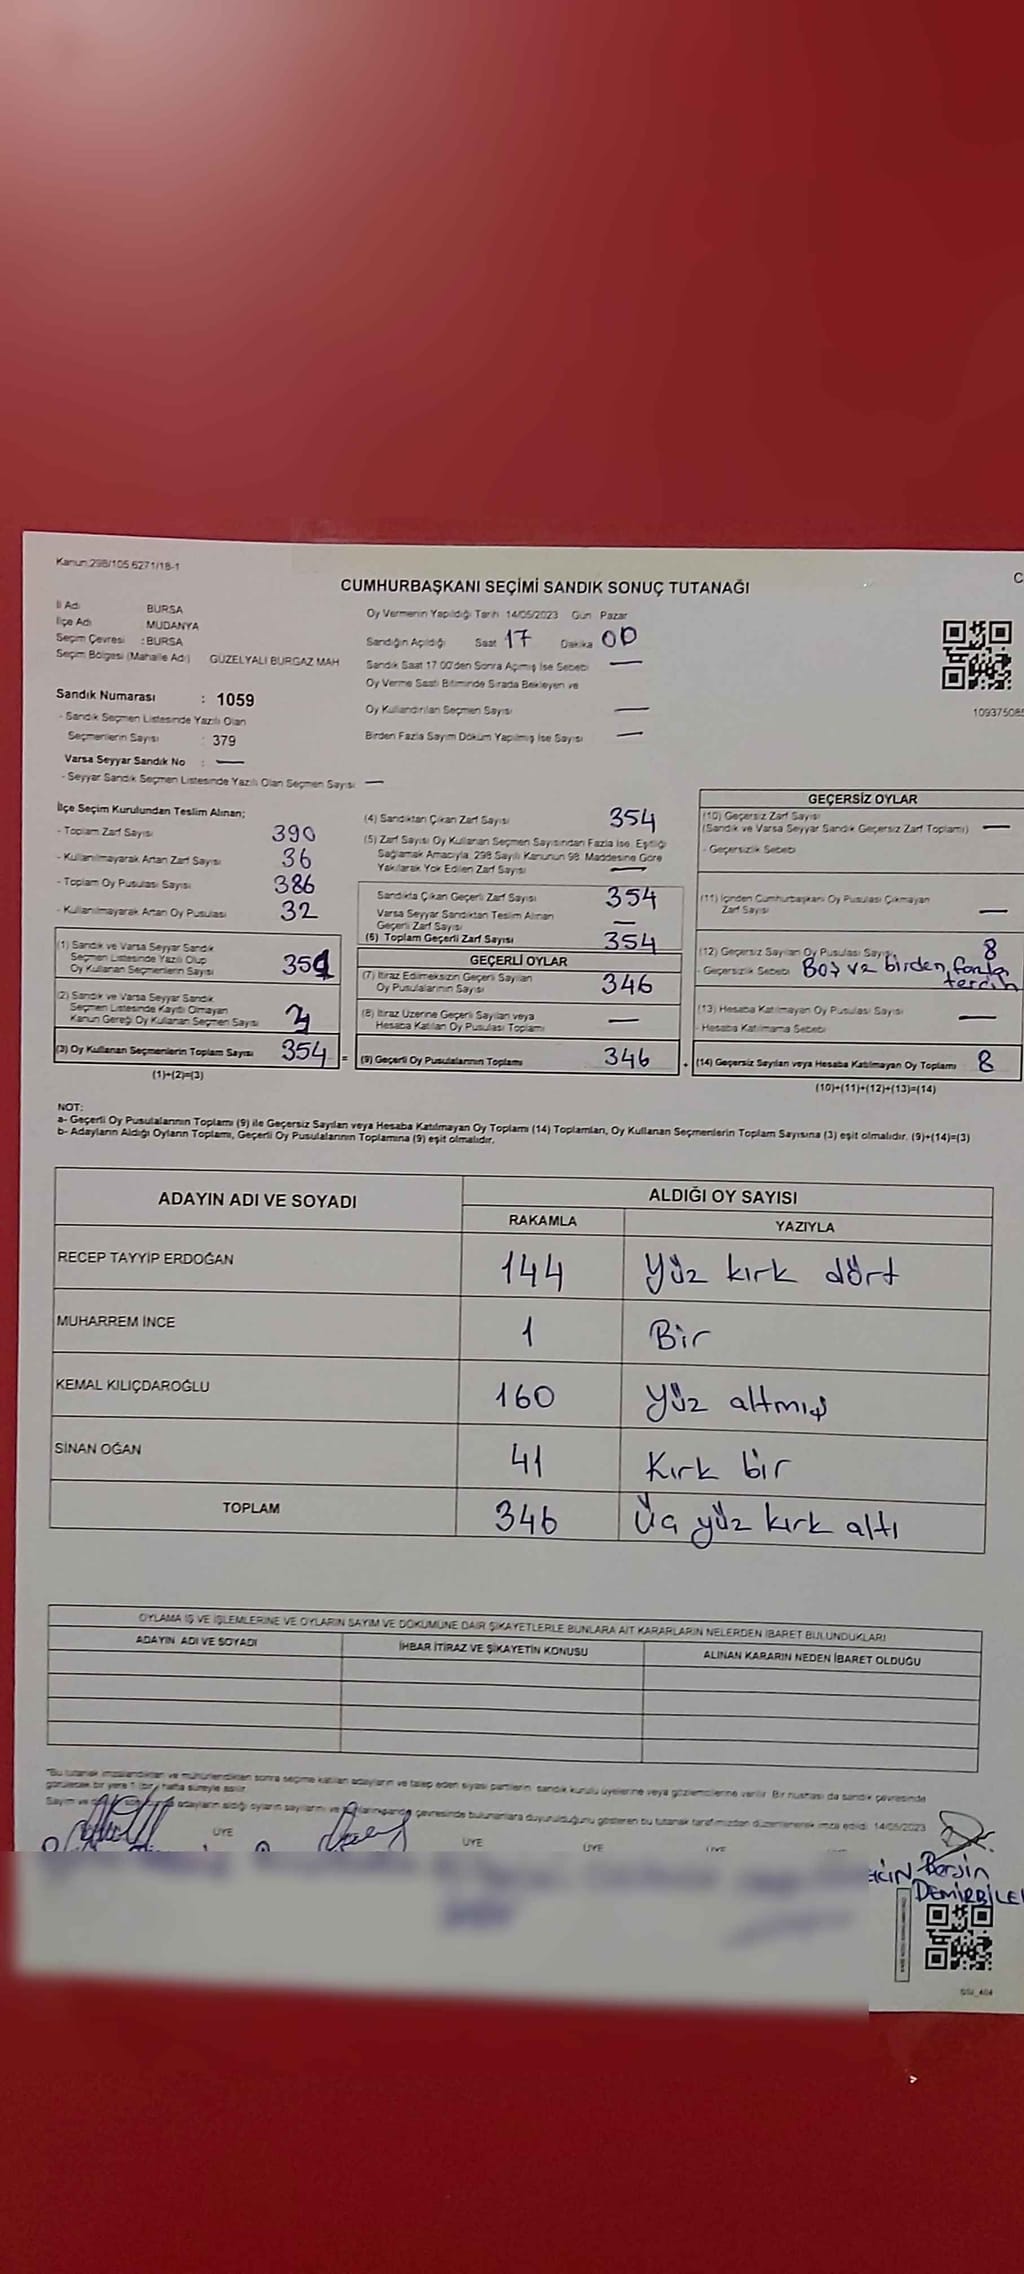 Kanun:298/105 6271/18-1
CUMHURBAŞKANI SEÇİMİ SANDIK SONUÇ TUTANAĞI
C
İl Adı BURSA
İlçe Adı MUDANYA
Seçim Çevresi : BURSA
Seçim Bölgesi (Mahalle Adı) GÜZELYALI BURGAZ MAH
Oy Vermenin Yapıldığı Tarih 14/05/2023 Gün Pazar
Sandığın Açıldığı Saat 17 Dakika 00
Sandık Saat 17 00'den Sonra Açılmış İse Sebebi —
Oy Verme Saati Bitiminde Sırada Bekleyen ve
Oy Kullandırılan Seçmen Sayısı —
Birden Fazla Sayım Döküm Yapılmış İse Sayısı —
Sandık Numarası : 1059
- Sandık Seçmen Listesinde Yazılı Olan
Seçmenlerin Sayısı : 379
Varsa Seyyar Sandık No : —
- Seyyar Sandık Seçmen Listesinde Yazılı Olan Seçmen Sayısı —
İlçe Seçim Kurulundan Teslim Alınan;
- Toplam Zarf Sayısı 390
- Kullanılmayarak Artan Zarf Sayısı 36
- Toplam Oy Pusulası Sayısı 386
- Kullanılmayarak Artan Oy Pusulası 32
(1) Sandık ve Varsa Seyyar Sandık
Seçmen Listesinde Yazılı Olup
Oy Kullanan Seçmenlerin Sayısı
(2) Sandık ve Varsa Seyyar Sandık
Seçmen Listesinde Kayıtlı Olmayan
Kanun Gereği Oy Kullanan Seçmen Sayısı
(3) Oy Kullanan Seçmenlerin Toplam Sayısı 354
(1)+(2)=(3)
(4) Sandıktan Çıkan Zarf Sayısı 354
(5) Zarf Sayısı Oy Kullanan Seçmen Sayısından Fazla İse, Eşitliği
Sağlamak Amacıyla, 298 Sayılı Kanunun 98. Maddesine Göre
Yakılarak Yok Edilen Zarf Sayısı —
Sandıkta Çıkan Geçerli Zarf Sayısı 354
Varsa Seyyar Sandıktan Teslim Alınan
Geçerli Zarf Sayısı —
(6) Toplam Geçerli Zarf Sayısı 354
GEÇERLİ OYLAR
(7) İtiraz Edilmeksizin Geçerli Sayılan
Oy Pusulalarının Sayısı 346
(8) İtiraz Üzerine Geçerli Sayılan veya
Hesaba Katılan Oy Pusulası Toplamı —
= (9) Geçerli Oy Pusulalarının Toplamı 346
109375085
GEÇERSİZ OYLAR
(10) Geçersiz Zarf Sayısı
(Sandık ve Varsa Seyyar Sandık Geçersiz Zarf Toplamı) —
- Geçersizlik Sebebi
(11) İçinden Cumhurbaşkanı Oy Pusulası Çıkmayan
Zarf Sayısı —
(12) Geçersiz Sayılan Oy Pusulası Sayısı 8
- Geçersizlik Sebebi Boş ve birden fazla
tercih
(13) Hesaba Katılmayan Oy Pusulası Sayısı —
- Hesaba Katılmama Sebebi
+ (14) Geçersiz Sayılan veya Hesaba Katılmayan Oy Toplamı 8
(10)+(11)+(12)+(13)=(14)
NOT:
a- Geçerli Oy Pusulalarının Toplamı (9) ile Geçersiz Sayılan veya Hesaba Katılmayan Oy Toplamı (14) Toplamları, Oy Kullanan Seçmenlerin Toplam Sayısına (3) eşit olmalıdır. (9)+(14)=(3)
b- Adayların Aldığı Oyların Toplamı, Geçerli Oy Pusulalarının Toplamına (9) eşit olmalıdır.
ADAYIN ADI VE SOYADI ALDIĞI OY SAYISI
RAKAMLA YAZIYLA
RECEP TAYYİP ERDOĞAN 144 Yüz kırk dört
MUHARREM İNCE 1 Bir
KEMAL KILIÇDAROĞLU 160 Yüz altmış
SİNAN OĞAN 41 Kırk bir
TOPLAM 346 Üç yüz kırk altı
OYLAMA İŞ VE İŞLEMLERİNE VE OYLARIN SAYIM VE DÖKÜMÜNE DAİR ŞİKAYETLERLE BUNLARA AİT KARARLARIN NELERDEN İBARET BULUNDUKLARI
ADAYIN ADI VE SOYADI İHBAR İTİRAZ VE ŞİKAYETİN KONUSU ALINAN KARARIN NEDEN İBARET OLDUĞU
*Bu tutanak imzalandıktan ve mühürlendikten sonra seçime katılan adayların ve talep eden siyasi partilerin sandık kurulu üyelerine veya gözlemcilerine verilir. Bir nüshası da sandık çevresinde
görülecek bir yere 1 (bir) hafta süreyle asılır.
Sayım ve adayların aldığı oyların sayılarını ve çevresinde bulunanlara duyurulduğunu gösteren bu tutanak tarafımızdan düzenlenerek imza edildi. 14/05/2023
ÜYE ÜYE ÜYE ÜYE
DEMİRBİLE